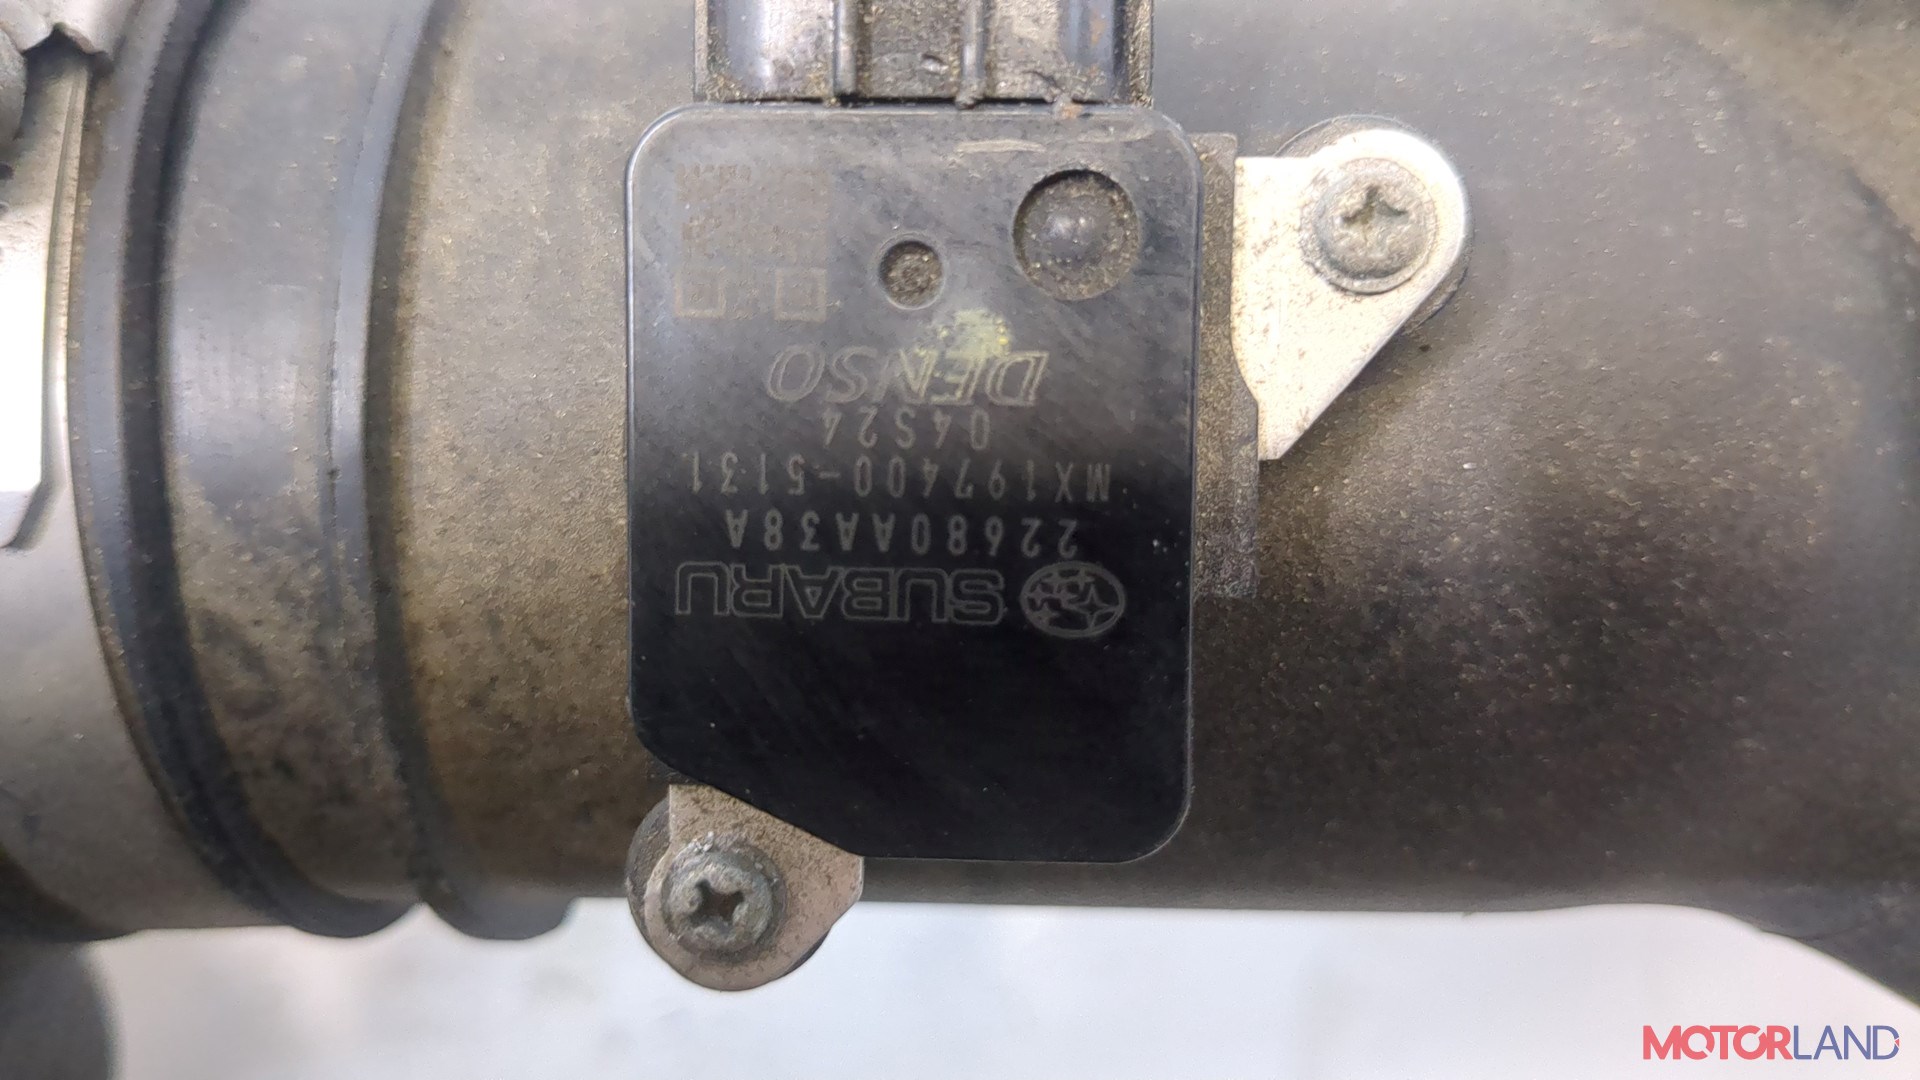 SUBARU
22680AA38A
MX197400-5131
04S24
DENSO
MOTORLAND